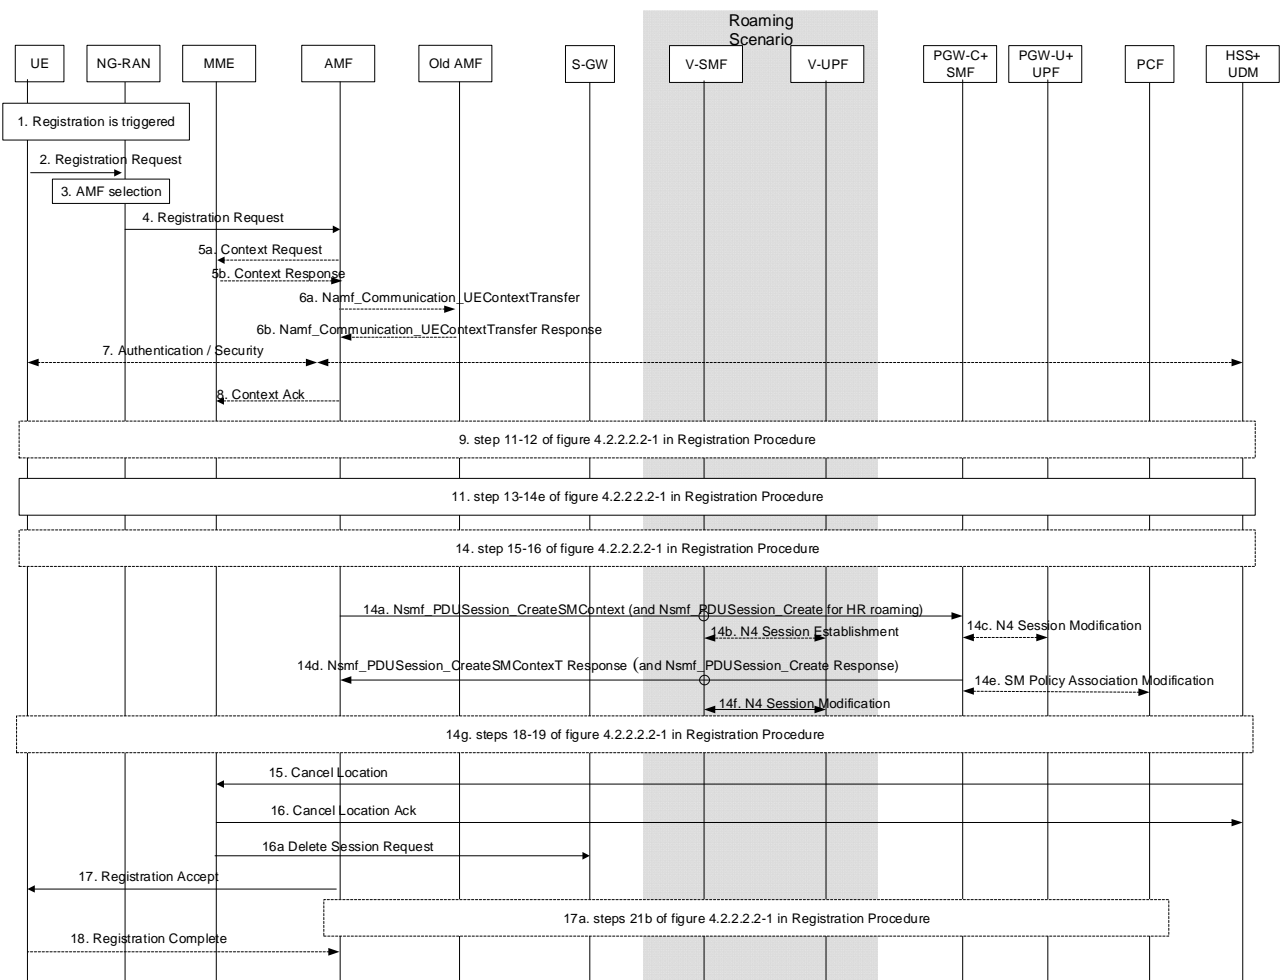 Roaming
Scenario
UE
NG-RAN
MME
AMF
Old AMF
S-GW
V-SMF
V-UPF
PGW-C+
SMF
PGW-U+
UPF
PCF
HSS+
UDM
1. Registration is triggered
2. Registration Request
3. AMF selection
4. Registration Request
5a. Context Request
5b. Context Response
6a. Namf_Communication_UEContextTransfer
6b. Namf_Communication_UEContextTransfer Response
7. Authentication / Security
8. Context Ack
9. step 11-12 of figure 4.2.2.2.2-1 in Registration Procedure
11. step 13-14e of figure 4.2.2.2.2-1 in Registration Procedure
14. step 15-16 of figure 4.2.2.2.2-1 in Registration Procedure
14a. Nsmf_PDUSession_CreateSMContext (and Nsmf_PDUSession_Create for HR roaming)
14b. N4 Session Establishment
14c. N4 Session Modification
14d. Nsmf_PDUSession_CreateSMContexT Response (and Nsmf_PDUSession_Create Response)
14e. SM Policy Association Modification
14f. N4 Session Modification
14g. steps 18-19 of figure 4.2.2.2.2-1 in Registration Procedure
15. Cancel Location
16. Cancel Location Ack
16a Delete Session Request
17. Registration Accept
17a. steps 21b of figure 4.2.2.2.2-1 in Registration Procedure
18. Registration Complete